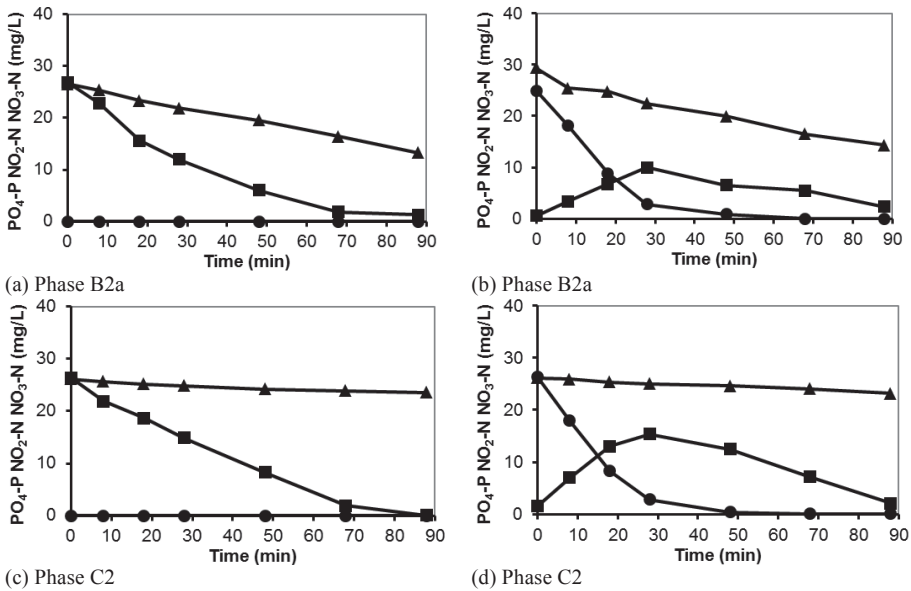 PO₄-P NO₂-N NO₃-N (mg/L)
40
30
20
10
0
0 10 20 30 40 50 60 70 80 90
Time (min)
(a) Phase B2a
PO₄-P NO₂-N NO₃-N (mg/L)
40
30
20
10
0
0 10 20 30 40 50 60 70 80 90
Time (min)
(b) Phase B2a
PO₄-P NO₂-N NO₃-N (mg/L)
40
30
20
10
0
0 10 20 30 40 50 60 70 80 90
Time (min)
(c) Phase C2
PO₄-P NO₂-N NO₃-N (mg/L)
40
30
20
10
0
0 10 20 30 40 50 60 70 80 90
Time (min)
(d) Phase C2